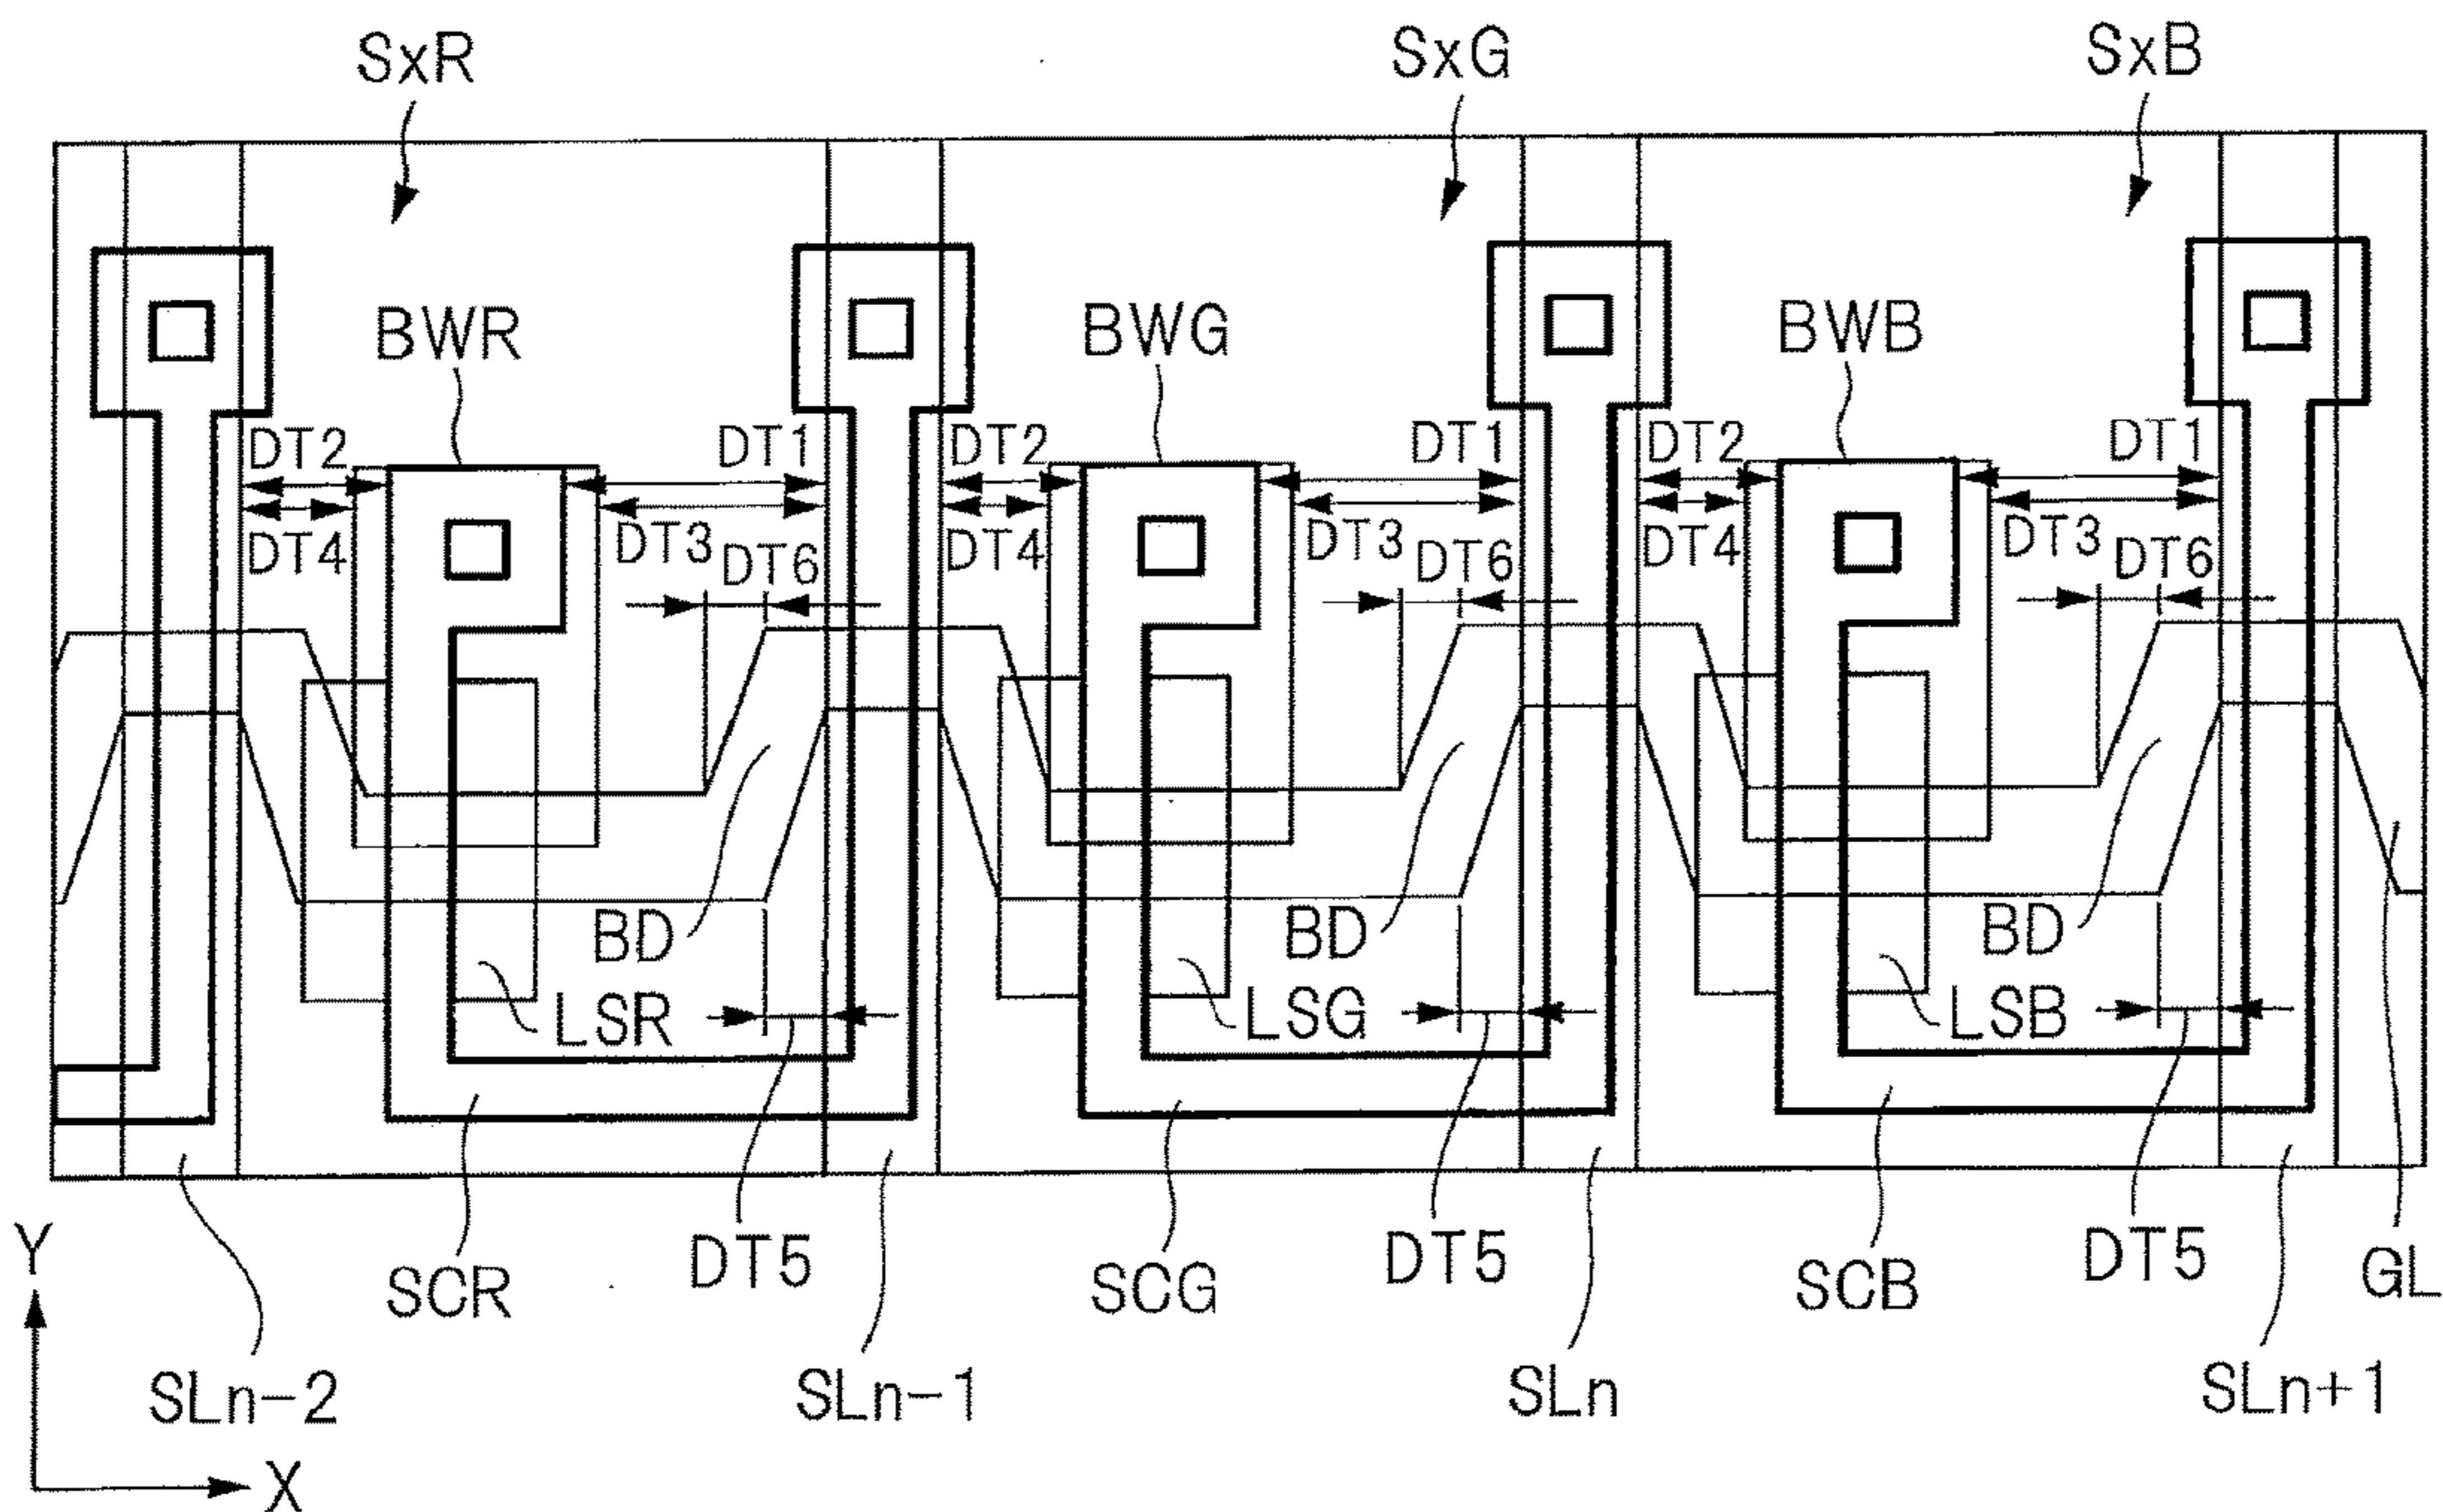 SxR SxG SxB
BWR BWG BWB
DT2 DT1 DT2 DT1 DT2 DT1
DT4 DT3 DT6 DT4 DT3 DT6 DT4 DT3 DT6
BD BD BD
LSR LSG LSB
Y SCR DT5 SCG DT5 SCB DT5 GL
SLn-2 SLn-1 SLn SLn+1
X